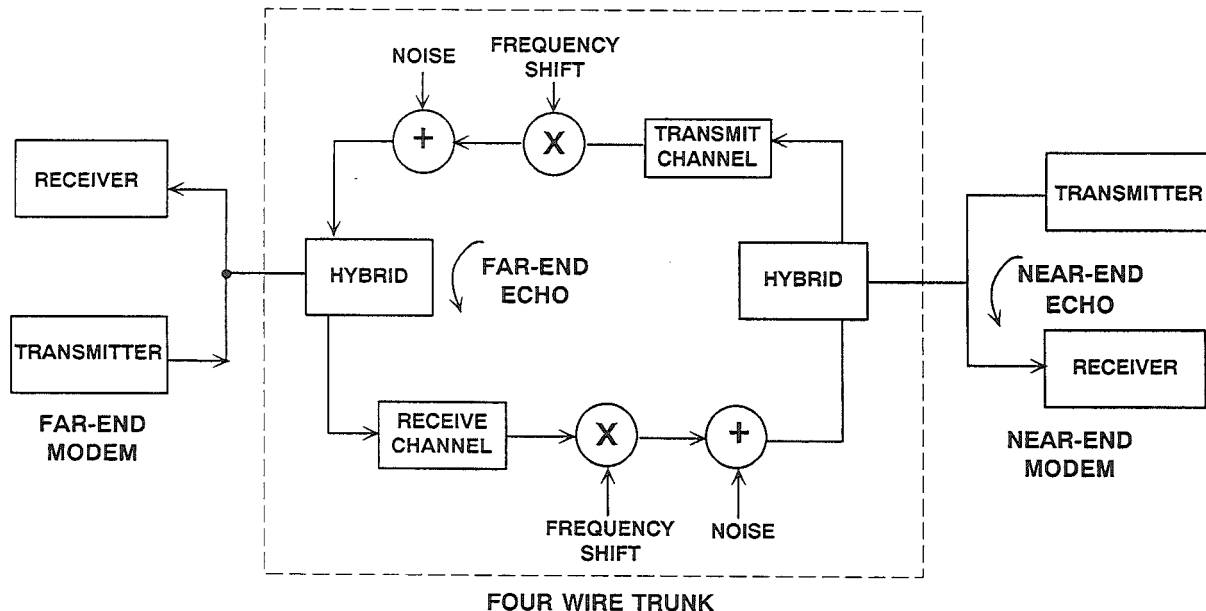 NOISE
FREQUENCY
SHIFT
+
X
TRANSMIT
CHANNEL
RECEIVER
TRANSMITTER
HYBRID
FAR-END
ECHO
HYBRID
NEAR-END
ECHO
TRANSMITTER
RECEIVER
FAR-END
MODEM
RECEIVE
CHANNEL
X
+
NEAR-END
MODEM
FREQUENCY
SHIFT
NOISE
FOUR WIRE TRUNK